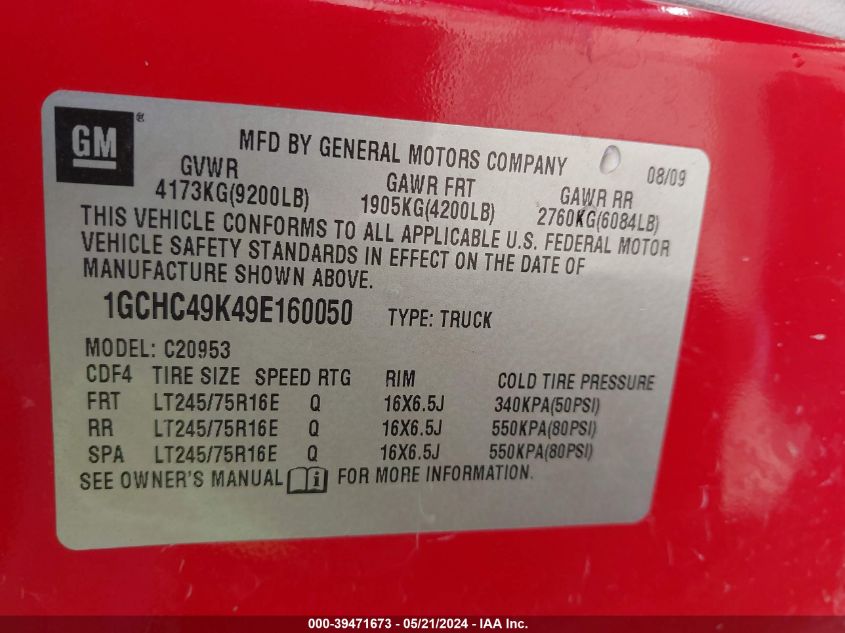 GM ®
MFD BY GENERAL MOTORS COMPANY 08/09
GVWR GAWR FRT GAWR RR
4173KG(9200LB) 1905KG(4200LB) 2760KG(6084LB)
THIS VEHICLE CONFORMS TO ALL APPLICABLE U.S. FEDERAL MOTOR
VEHICLE SAFETY STANDARDS IN EFFECT ON THE DATE OF
MANUFACTURE SHOWN ABOVE.
1GCHC49K49E160050 TYPE: TRUCK
MODEL: C20953
CDF4 TIRE SIZE SPEED RTG RIM COLD TIRE PRESSURE
FRT LT245/75R16E Q 16X6.5J 340KPA(50PSI)
RR LT245/75R16E Q 16X6.5J 550KPA(80PSI)
SPA LT245/75R16E Q 16X6.5J 550KPA(80PSI)
SEE OWNER'S MANUAL i FOR MORE INFORMATION.
000-39471673 - 05/21/2024 - IAA Inc.